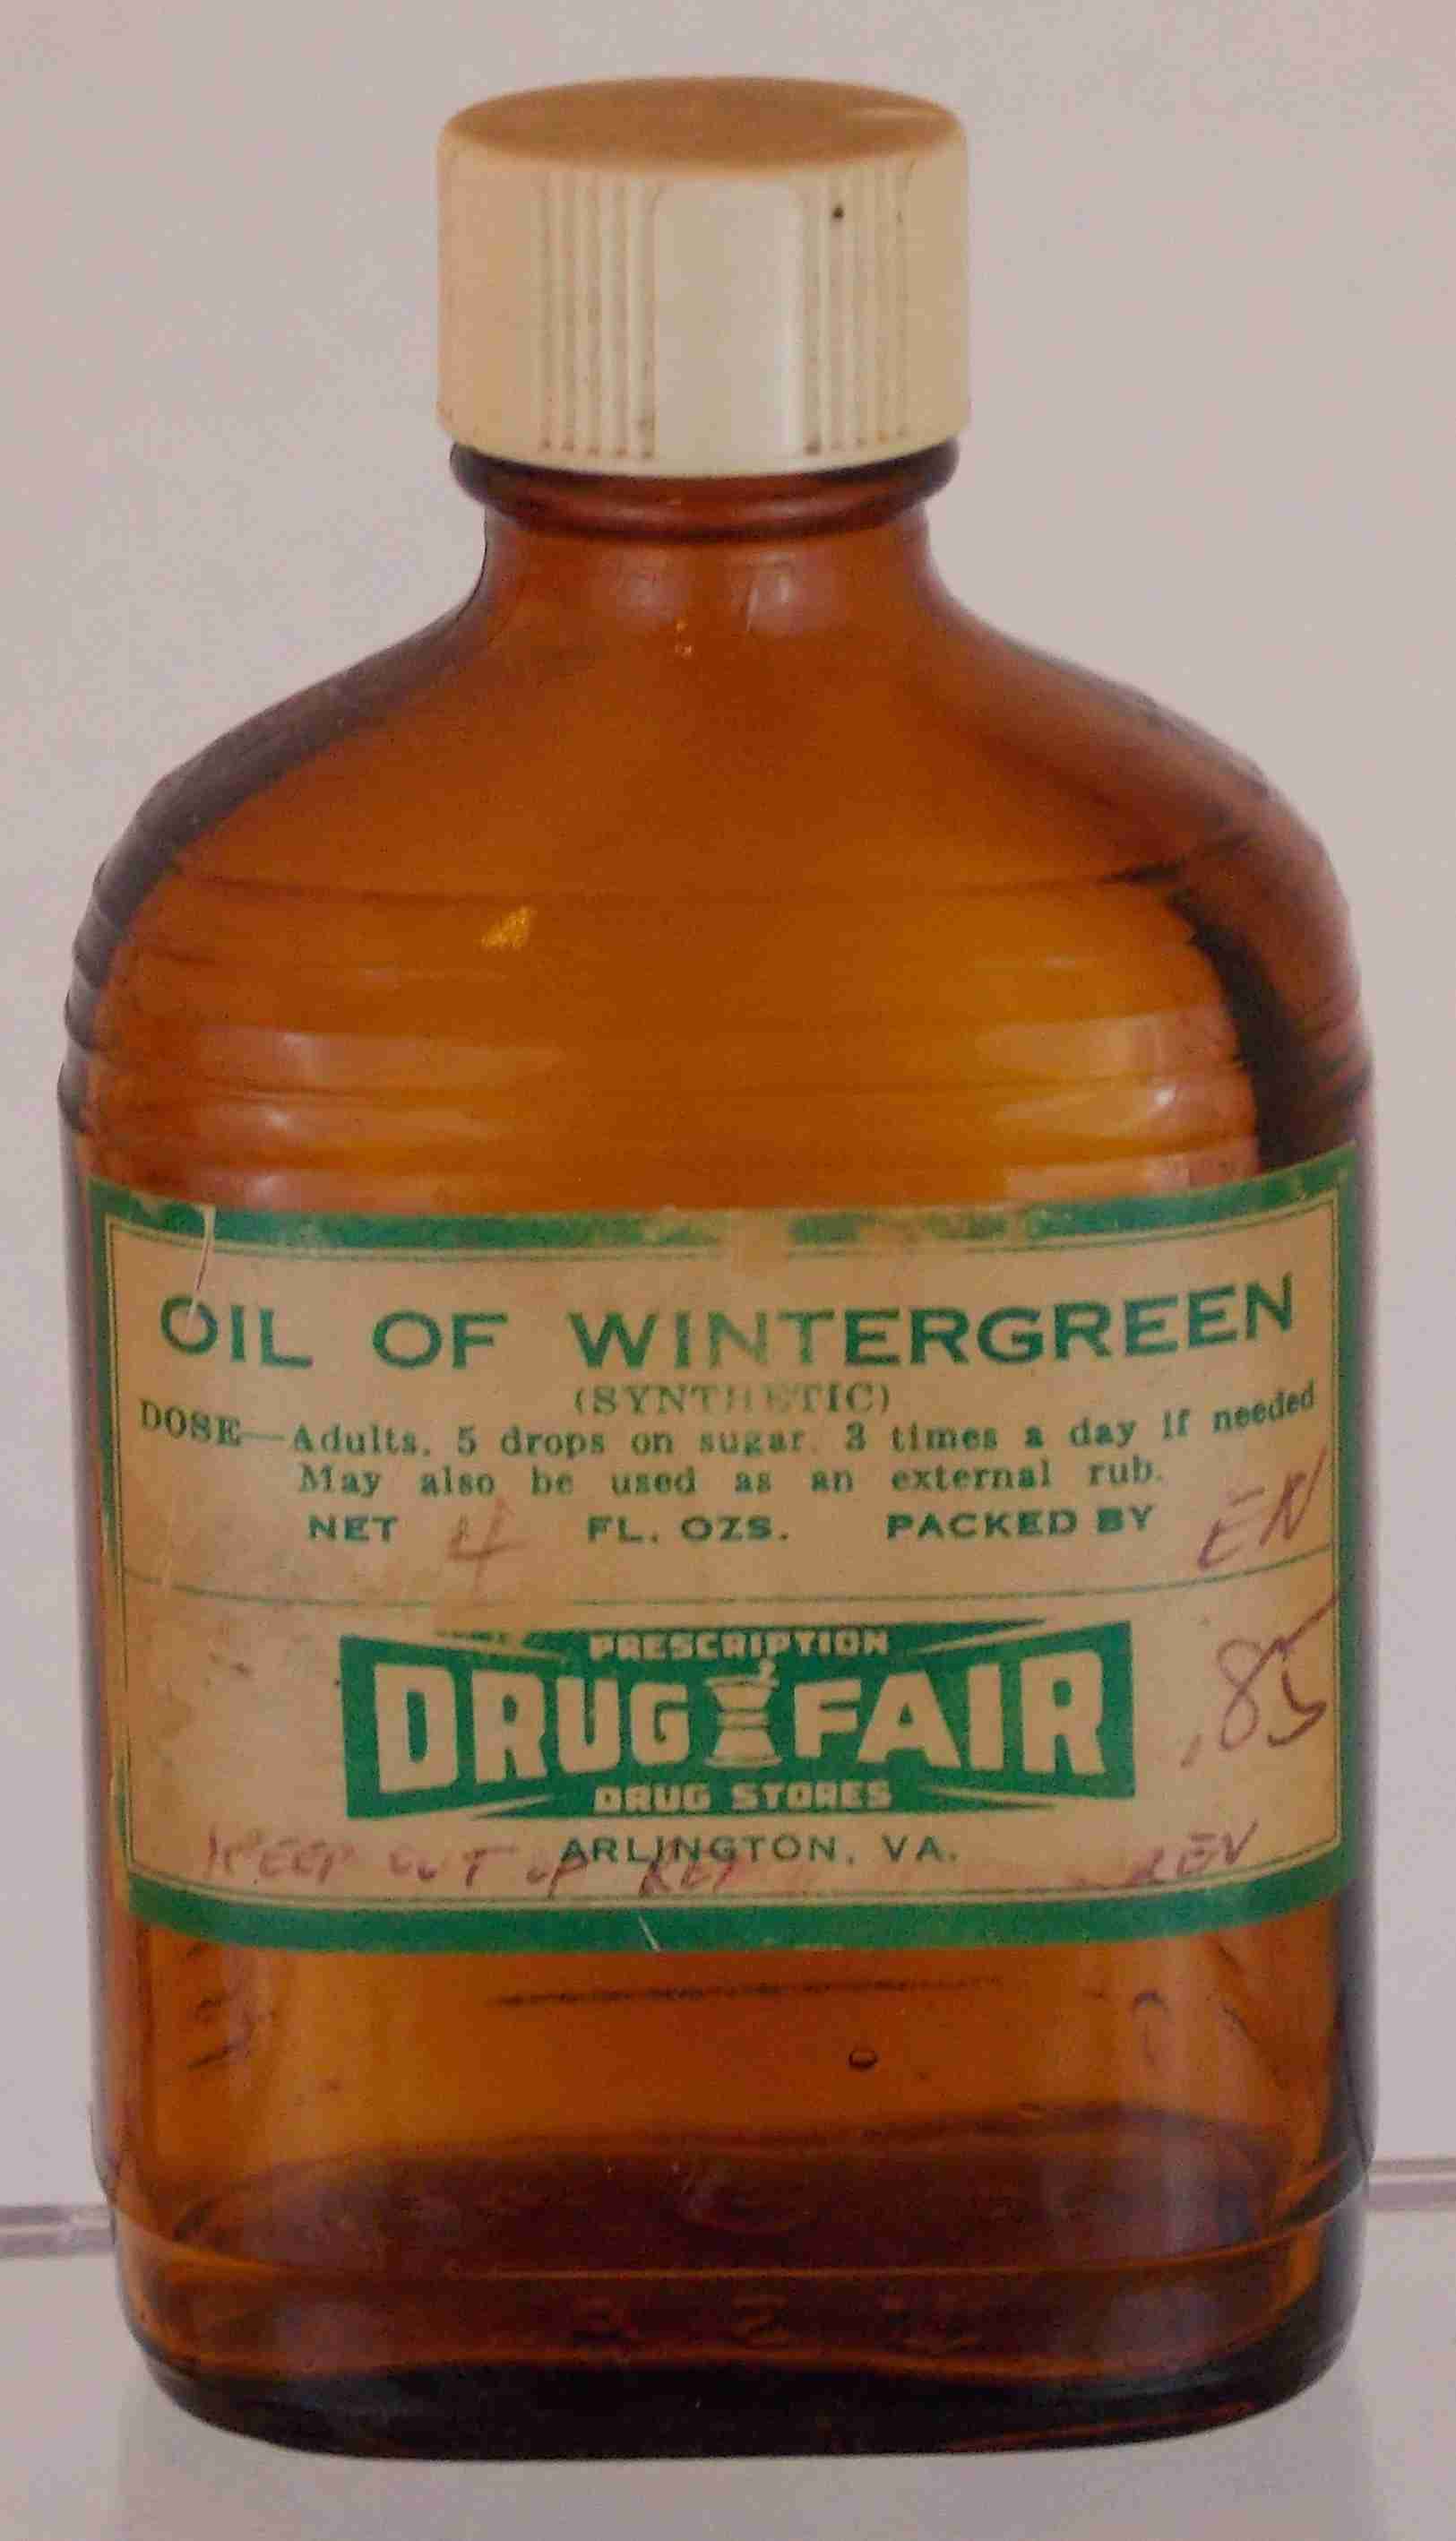 OIL OF WINTERGREEN
(SYNTHETIC)
DOSE—Adults, 5 drops on sugar, 3 times a day if needed
May also be used as an external rub.
NET 4 FL. OZS. PACKED BY EN
PRESCRIPTION
DRUG FAIR
.85
DRUG STORES
ARLINGTON, VA.
KEEP OUT OF